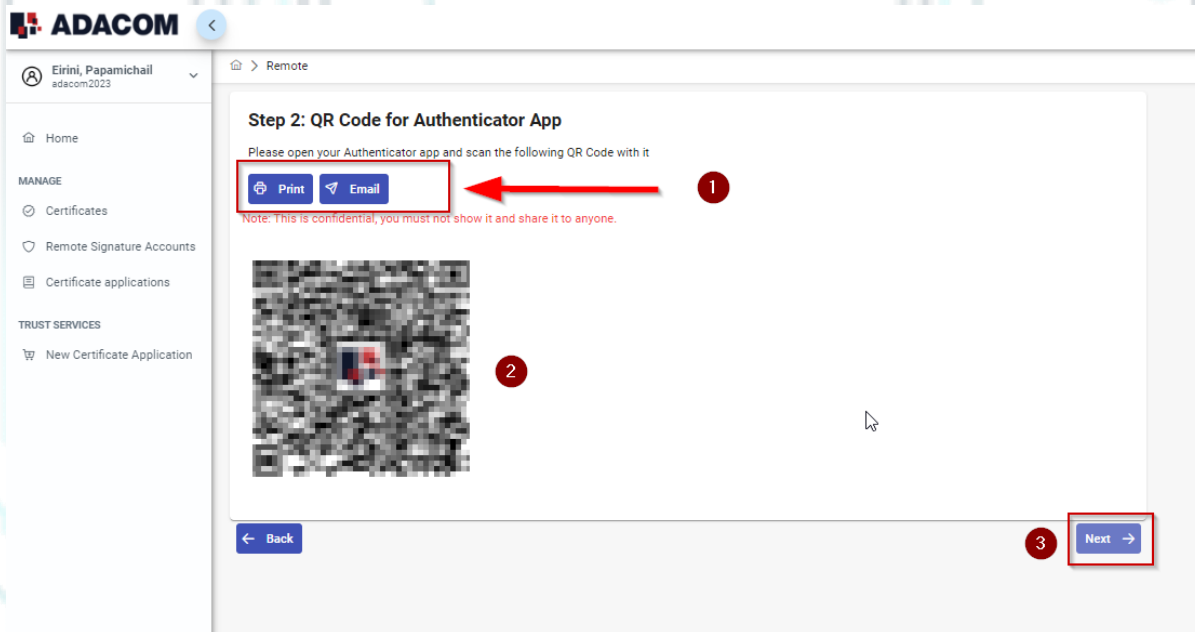 ADACOM
Eirini, Papamichail
adacom2023
Home
MANAGE
Certificates
Remote Signature Accounts
Certificate applications
TRUST SERVICES
New Certificate Application
Remote
Step 2: QR Code for Authenticator App
Please open your Authenticator app and scan the following QR Code with it
Print Email
1
Note: This is confidential, you must not show it and share it to anyone.
2
Back
3
Next